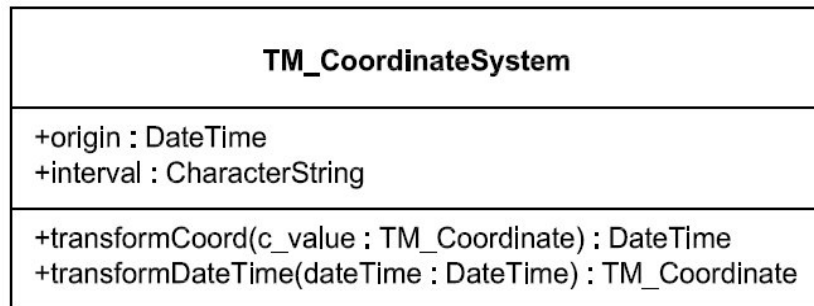 TM_CoordinateSystem
+origin : DateTime
+interval : CharacterString
+transformCoord(c_value : TM_Coordinate) : DateTime
+transformDateTime(dateTime : DateTime) : TM_Coordinate